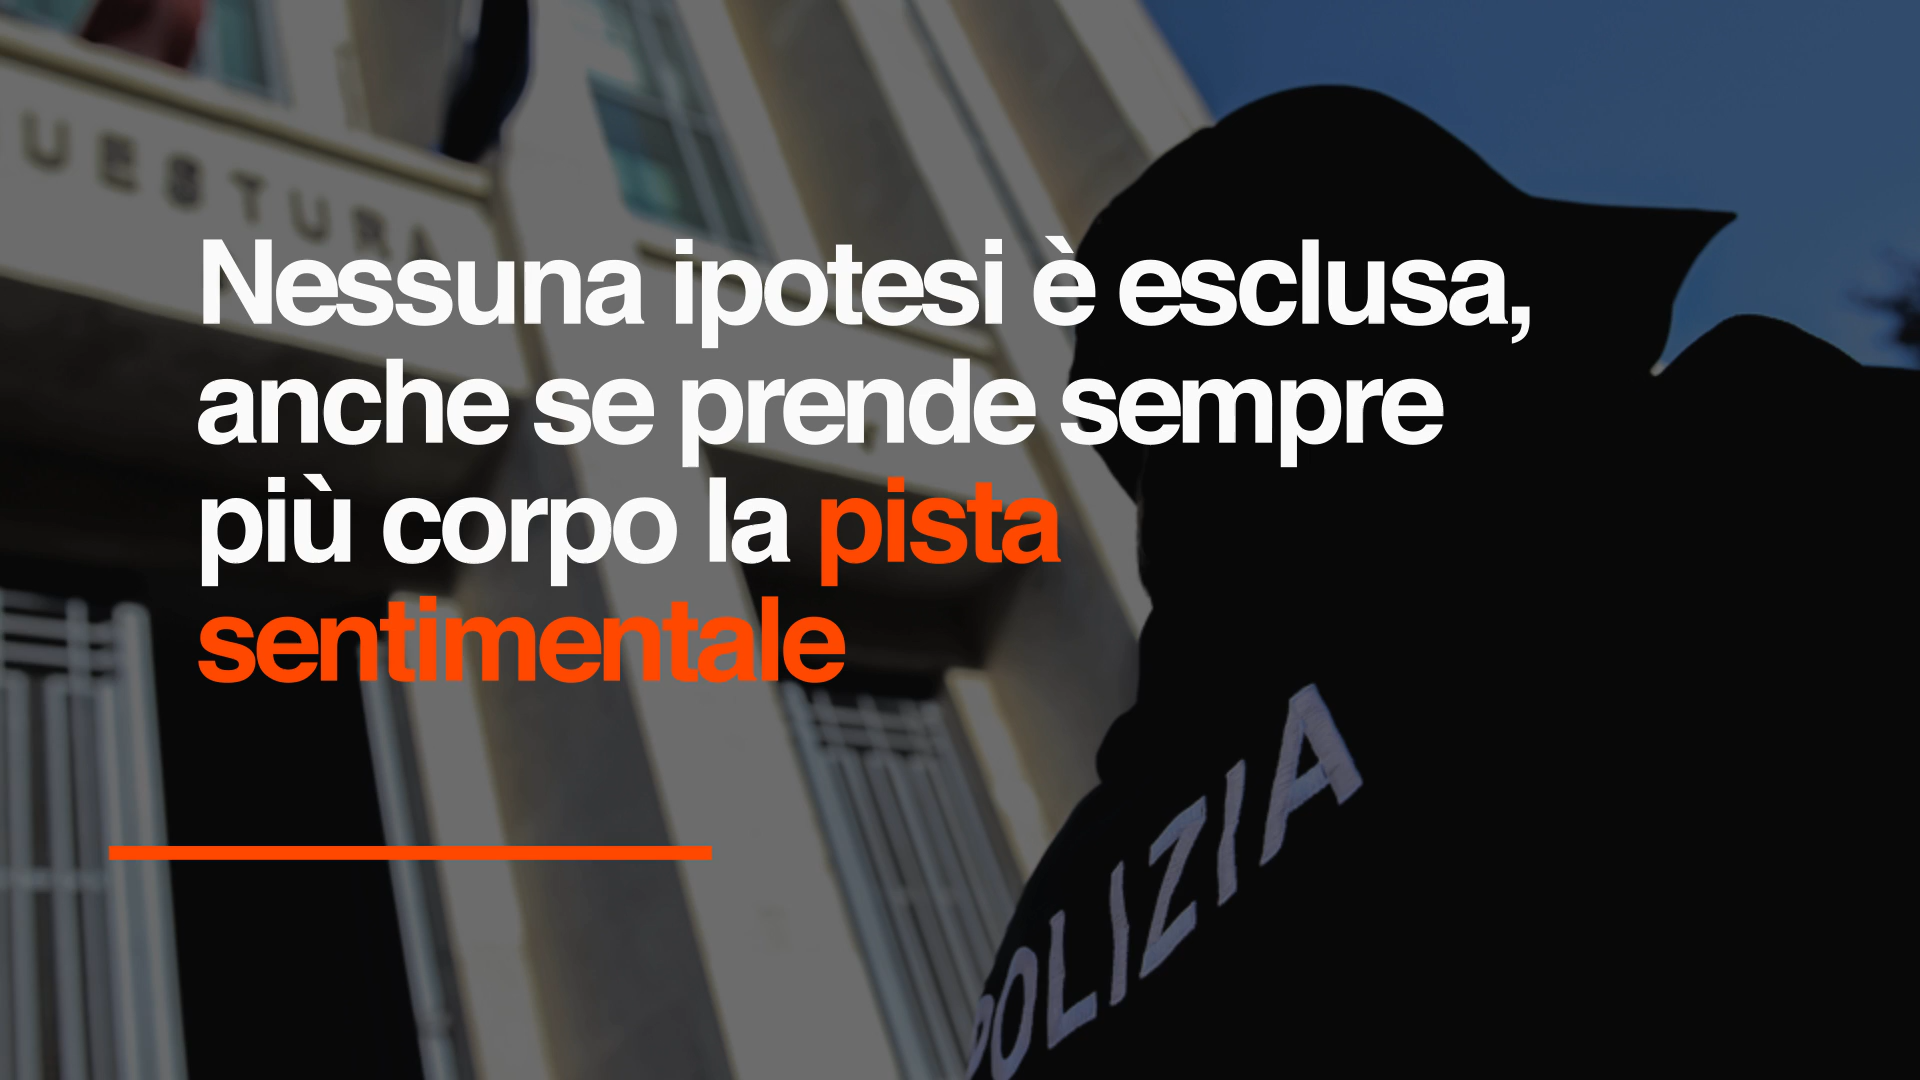 UESTURA
Nessuna ipotesi è esclusa,
anche se prende sempre
più corpo la pista
sentimentale
POLIZIA